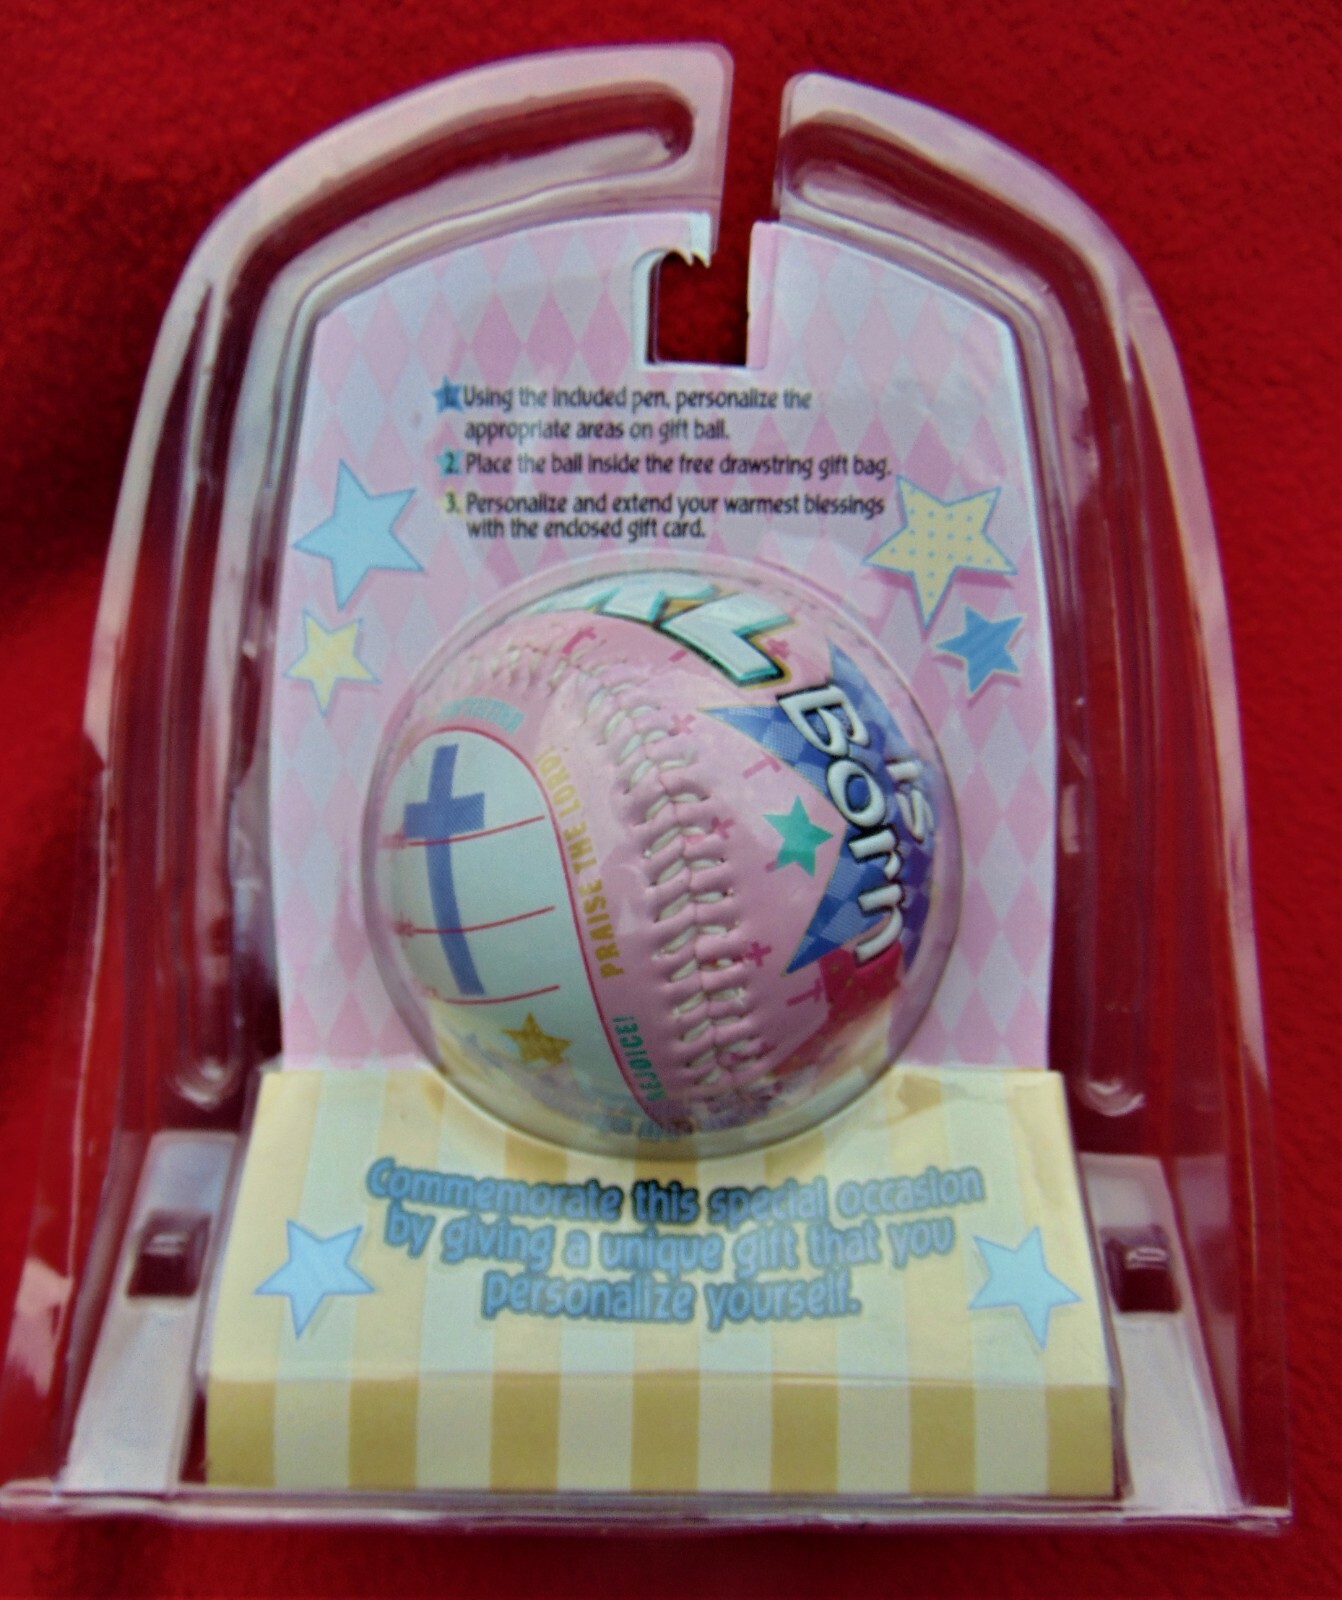 1. Using the included pen, personalize the
appropriate areas on gift ball.
2. Place the ball inside the free drawstring gift bag.
3. Personalize and extend your warmest blessings
with the enclosed gift card.
is
Born
PRAISE THE LORD!
REJOICE!
Commemorate this special occasion
by giving a unique gift that you
personalize yourself.